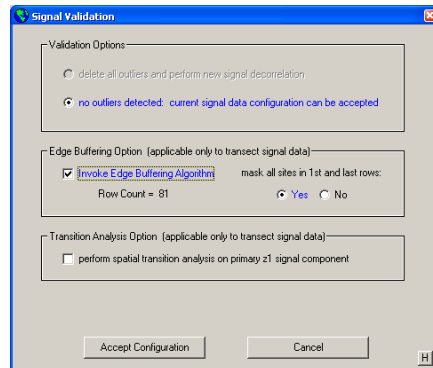 Signal Validation
Validation Options
delete all outliers and perform new signal decorrelation
no outliers detected: current signal data configuration can be accepted
Edge Buffering Option (applicable only to transect signal data)
Invoke Edge Buffering Algorithm mask all sites in 1st and last rows:
Row Count = 81 Yes No
Transition Analysis Option (applicable only to transect signal data)
perform spatial transition analysis on primary z1 signal component
Accept Configuration Cancel
H